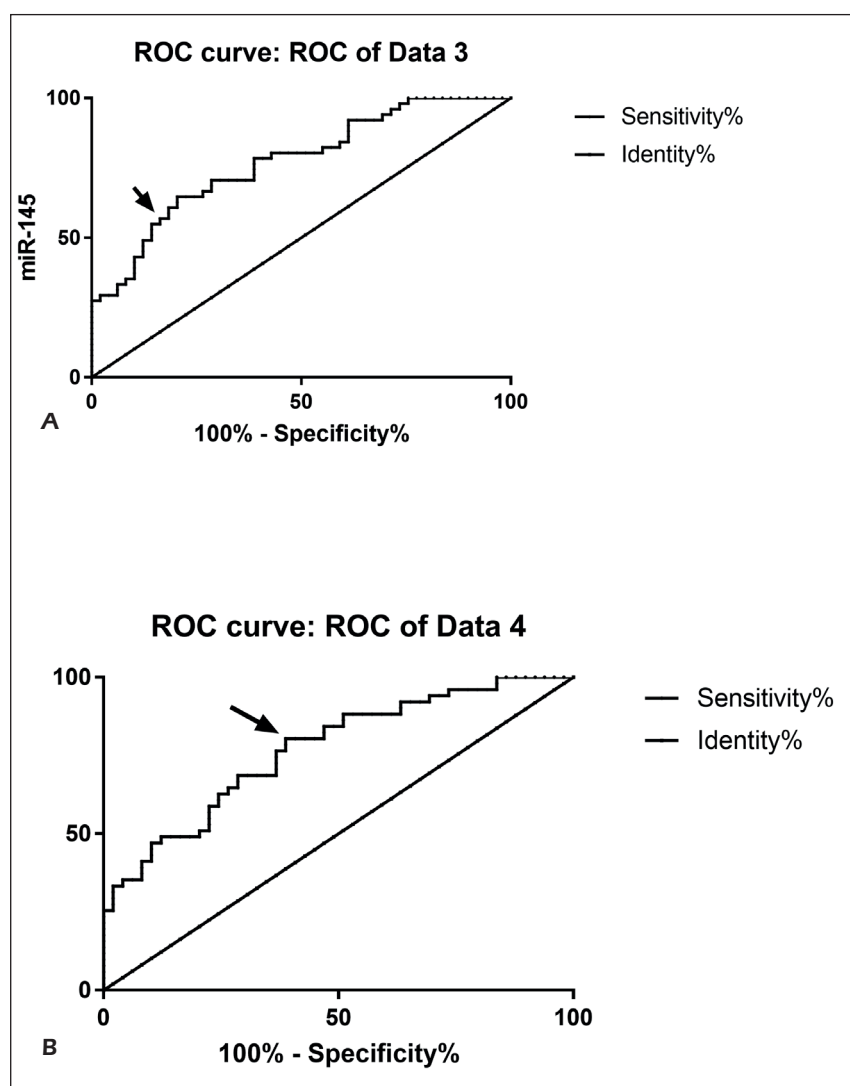 ROC curve: ROC of Data 3
100
50
0
miR-145
0
50
100
100% - Specificity%
Sensitivity%
Identity%
A
ROC curve: ROC of Data 4
100
50
0
0
50
100
100% - Specificity%
Sensitivity%
Identity%
B